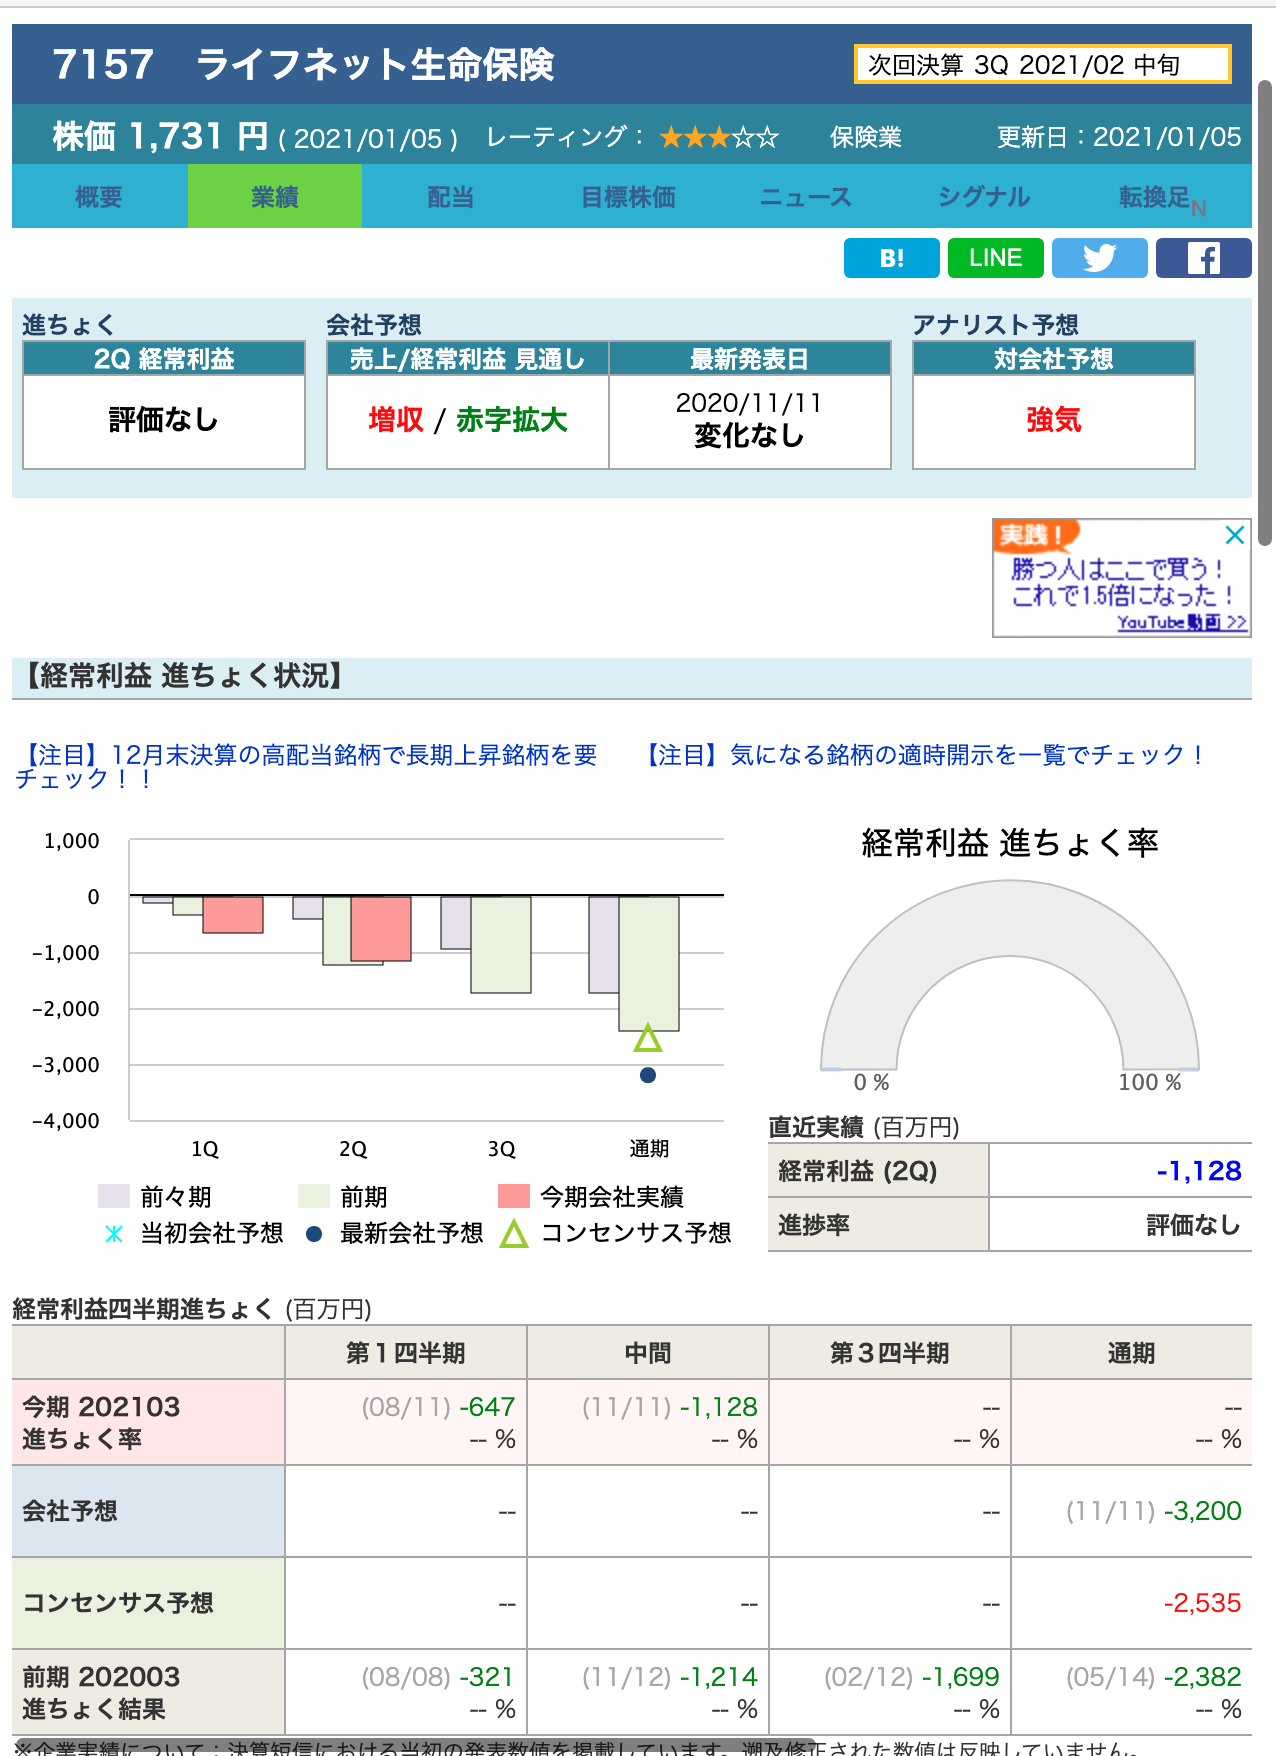 7157　ライフネット生命保険
次回決算 3Q 2021/02 中旬
株価 1,731 円 ( 2021/01/05 ) レーティング： ★★★☆☆ 保険業 更新日：2021/01/05
概要 業績 配当 目標株価 ニュース シグナル 転換足N
B! LINE
進ちょく
2Q 経常利益
評価なし
会社予想
売上/経常利益 見通し 最新発表日
増収 / 赤字拡大
2020/11/11
変化なし
アナリスト予想
対会社予想
強気
実践！
勝つ人はここで買う！
これで1.5倍になった！
YouTube動画 >>
【経常利益 進ちょく状況】
【注目】12月末決算の高配当銘柄で長期上昇銘柄を要
チェック！！
【注目】気になる銘柄の適時開示を一覧でチェック！
1,000
0
-1,000
-2,000
-3,000
-4,000
1Q 2Q 3Q 通期
前々期 前期 今期会社実績
当初会社予想 最新会社予想 コンセンサス予想
経常利益 進ちょく率
0 % 100 %
直近実績 (百万円)
経常利益 (2Q) -1,128
進捗率 評価なし
経常利益四半期進ちょく (百万円)
第１四半期 中間 第３四半期 通期
今期 202103 (08/11) -647 (11/11) -1,128 -- --
進ちょく率 -- % -- % -- % -- %
会社予想 -- -- -- (11/11) -3,200
コンセンサス予想 -- -- -- -2,535
前期 202003 (08/08) -321 (11/12) -1,214 (02/12) -1,699 (05/14) -2,382
進ちょく結果 -- % -- % -- % -- %
※企業実績について：決算短信における当初の発表数値を掲載しています。遡及修正された数値は反映していません。